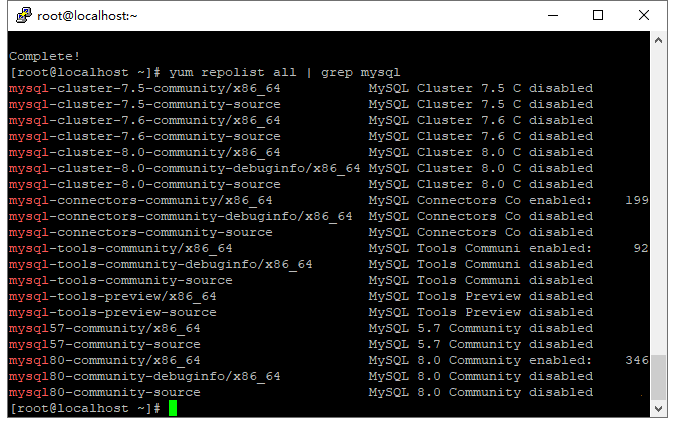 root@localhost:~
Complete!
[root@localhost ~]# yum repolist all | grep mysql
mysql-cluster-7.5-community/x86_64 MySQL Cluster 7.5 C disabled
mysql-cluster-7.5-community-source MySQL Cluster 7.5 C disabled
mysql-cluster-7.6-community/x86_64 MySQL Cluster 7.6 C disabled
mysql-cluster-7.6-community-source MySQL Cluster 7.6 C disabled
mysql-cluster-8.0-community/x86_64 MySQL Cluster 8.0 C disabled
mysql-cluster-8.0-community-debuginfo/x86_64 MySQL Cluster 8.0 C disabled
mysql-cluster-8.0-community-source MySQL Cluster 8.0 C disabled
mysql-connectors-community/x86_64 MySQL Connectors Co enabled: 199
mysql-connectors-community-debuginfo/x86_64 MySQL Connectors Co disabled
mysql-connectors-community-source MySQL Connectors Co disabled
mysql-tools-community/x86_64 MySQL Tools Communi enabled: 92
mysql-tools-community-debuginfo/x86_64 MySQL Tools Communi disabled
mysql-tools-community-source MySQL Tools Communi disabled
mysql-tools-preview/x86_64 MySQL Tools Preview disabled
mysql-tools-preview-source MySQL Tools Preview disabled
mysql57-community/x86_64 MySQL 5.7 Community disabled
mysql57-community-source MySQL 5.7 Community disabled
mysql80-community/x86_64 MySQL 8.0 Community enabled: 346
mysql80-community-debuginfo/x86_64 MySQL 8.0 Community disabled
mysql80-community-source MySQL 8.0 Community disabled
[root@localhost ~]#